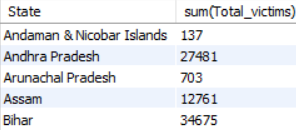 State sum(Total_victims)
Andaman & Nicobar Islands 137
Andhra Pradesh 27481
Arunachal Pradesh 703
Assam 12761
Bihar 34675